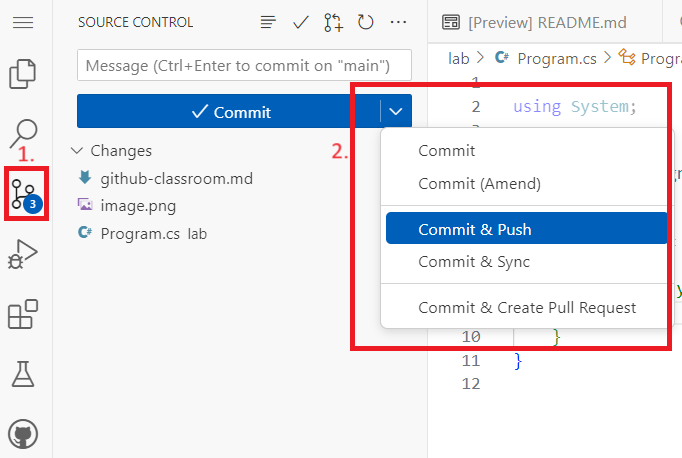 SOURCE CONTROL
[Preview] README.md
Message (Ctrl+Enter to commit on "main")
lab > Program.cs > Progr
Commit
1
2 using System;
1.
2.
3
Changes
github-classroom.md
image.png
Program.cs lab
Commit
Commit (Amend)
Commit & Push
Commit & Sync
Commit & Create Pull Request
10 }
11 }
12